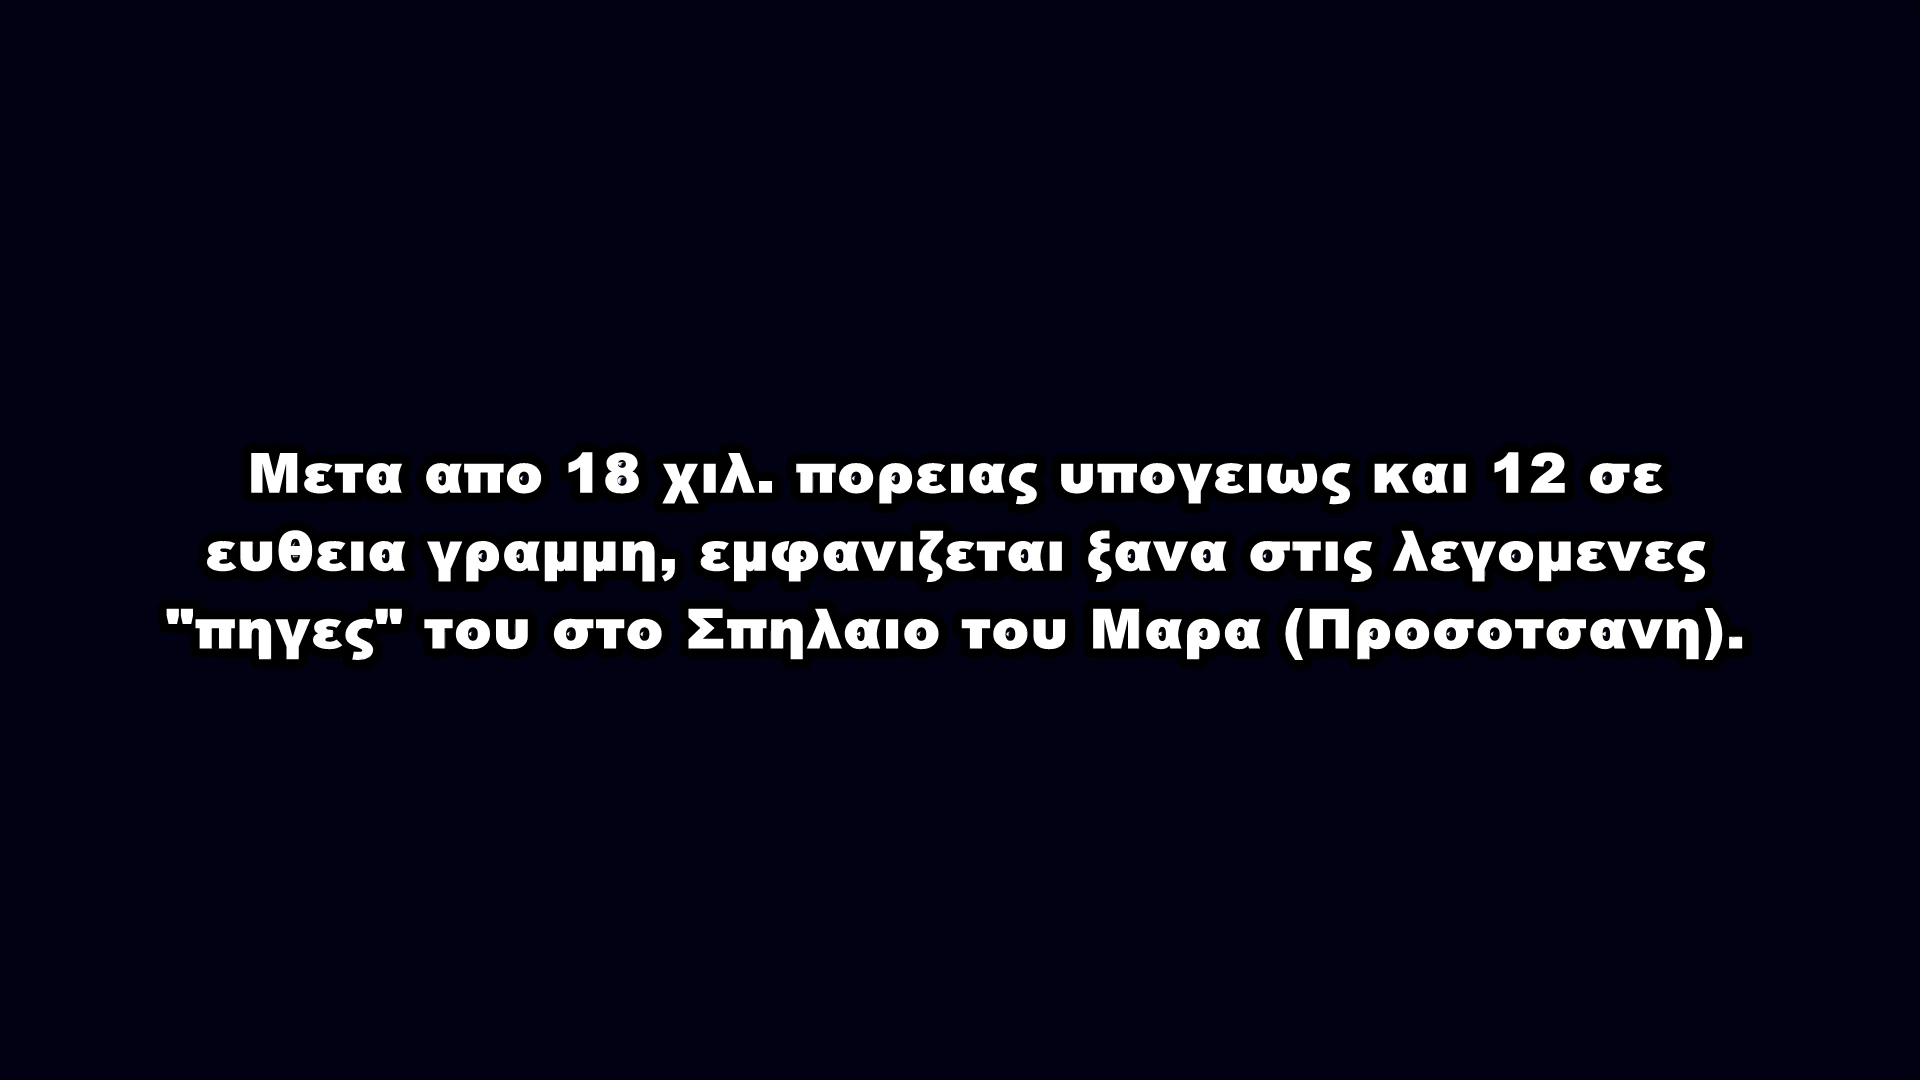 Μετα απο 18 χιλ. πορειας υπογειως και 12 σε
ευθεια γραμμη, εμφανιζεται ξανα στις λεγομενες
"πηγες" του στο Σπηλαιο του Μαρα (Προσοτσανη).